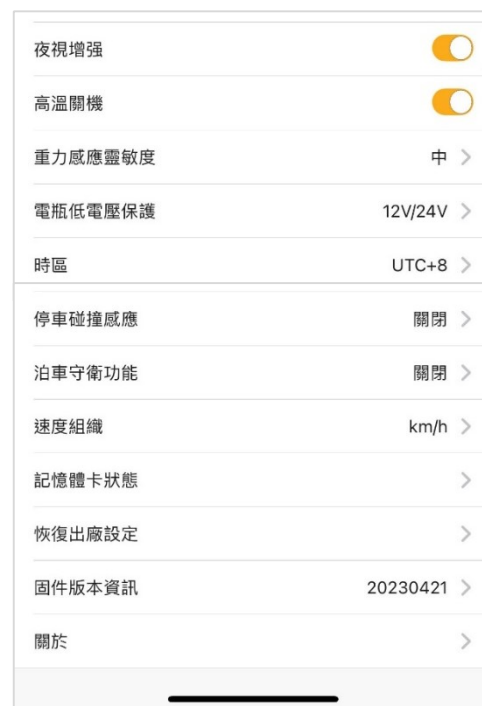 夜視增强
高溫關機
重力感應靈敏度 中
電瓶低電壓保護 12V/24V
時區 UTC+8
停車碰撞感應 關閉
泊車守衛功能 關閉
速度組織 km/h
記憶體卡狀態
恢復出廠設定
固件版本資訊 20230421
關於